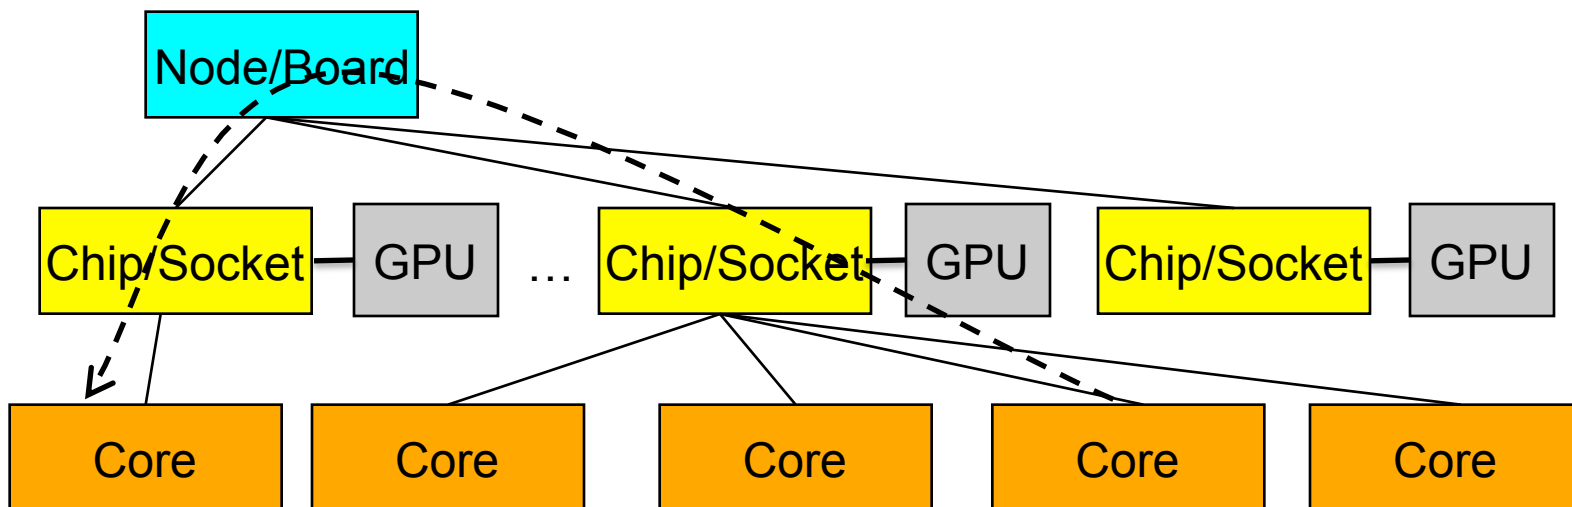 Node/Board
Chip/Socket GPU … Chip/Socket GPU Chip/Socket GPU
Core Core Core Core Core